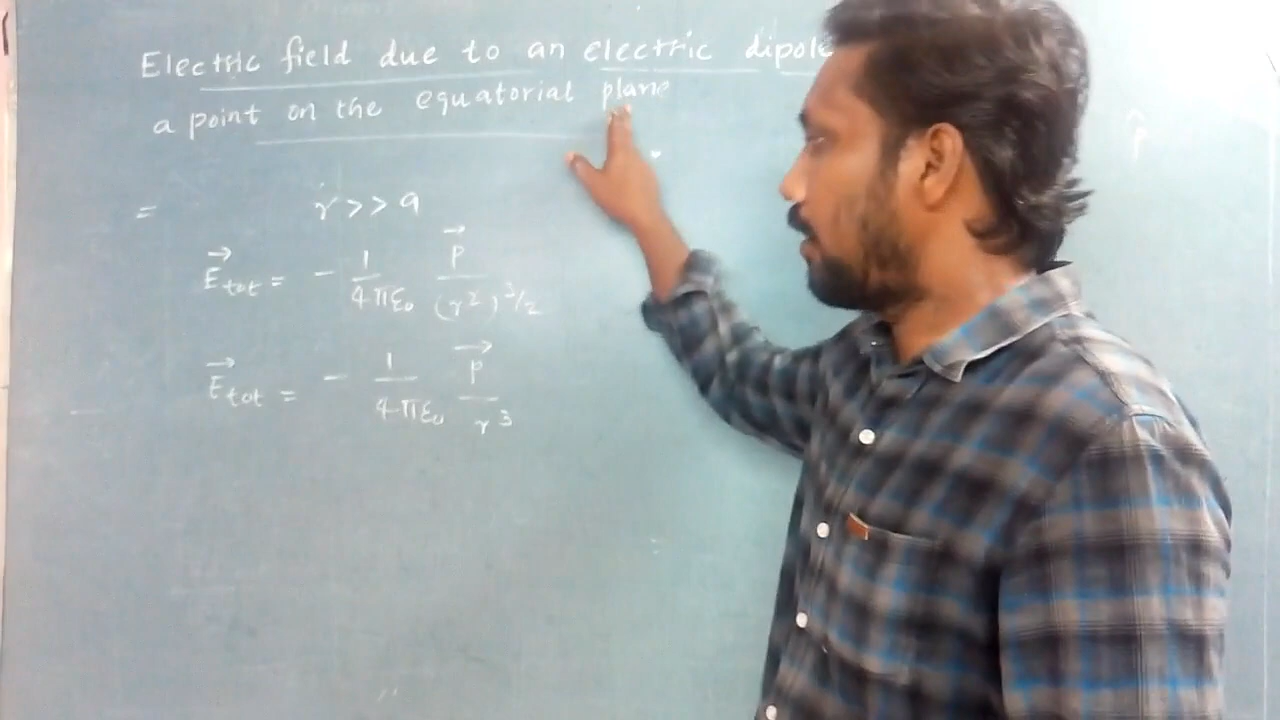 Electric field due to an electric dipole
a point on the equatorial plane
= r >> a
E⃗tot = - 1/4πε₀ p⃗/(r²)^3/2
E⃗tot = - 1/4πε₀ p⃗/r³